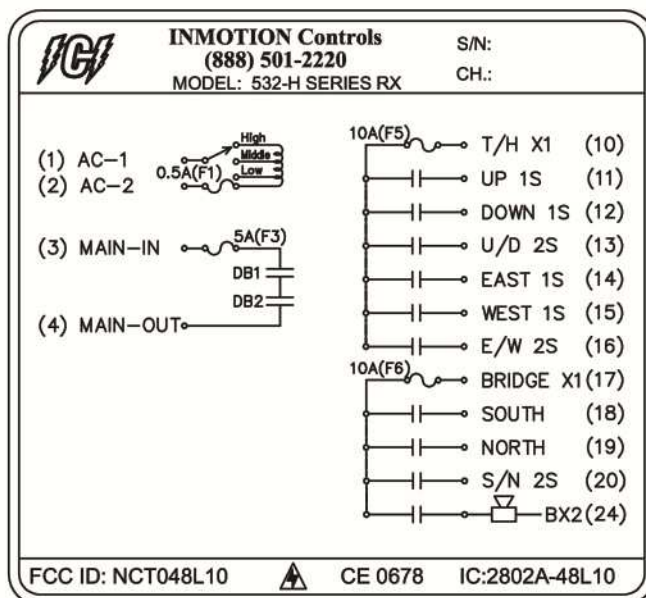 ICI
INMOTION Controls
(888) 501-2220
MODEL: 532-H SERIES RX
S/N:
CH.:
(1) AC-1
(2) AC-2
0.5A(F1)
High
Middle
Low
(3) MAIN-IN
5A(F3)
DB1
DB2
(4) MAIN-OUT
10A(F5)
T/H X1 (10)
UP 1S (11)
DOWN 1S (12)
U/D 2S (13)
EAST 1S (14)
WEST 1S (15)
E/W 2S (16)
10A(F6)
BRIDGE X1(17)
SOUTH (18)
NORTH (19)
S/N 2S (20)
BX2(24)
FCC ID: NCT048L10 CE 0678 IC:2802A-48L10